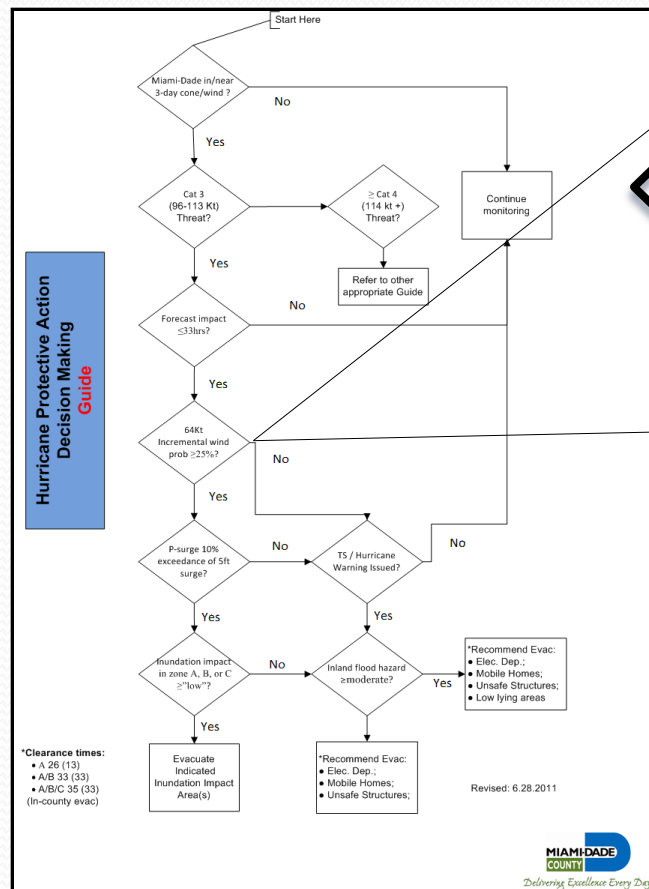 Start Here
Miami-Dade in/near
3-day cone/wind ?
No
Yes
Cat 3
(96-113 Kt)
Threat?
≥ Cat 4
(114 kt +)
Threat?
Continue
monitoring
Yes
Refer to other
appropriate Guide
Hurricane Protective Action
Decision Making
Guide
Forecast impact
≤33hrs?
No
Yes
64Kt
Incremental wind
prob ≥25%?
No
Yes
P-surge 10%
exceedance of 5ft
surge?
No
TS / Hurricane
Warning Issued?
No
Yes
Yes
Inundation impact
in zone A, B, or C
≥"low"?
No
Inland flood hazard
≥moderate?
Yes
*Recommend Evac:
● Elec. Dep.;
● Mobile Homes;
● Unsafe Structures;
● Low lying areas
Yes
*Clearance times:
• A 26 (13)
• A/B 33 (33)
• A/B/C 35 (33)
(In-county evac)
Evacuate
Indicated
Inundation Impact
Area(s)
*Recommend Evac:
● Elec. Dep.;
● Mobile Homes;
● Unsafe Structures;
Revised: 6.28.2011
MIAMI-DADE
COUNTY
Delivering Excellence Every Day